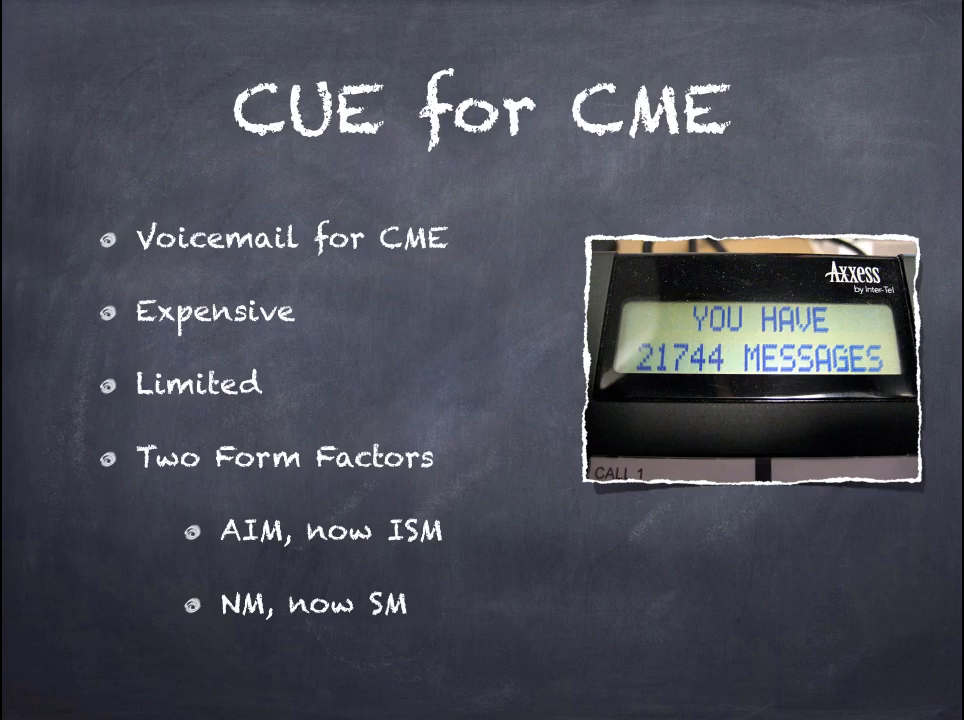 CUE for CME
Voicemail for CME
Expensive
Limited
Two Form Factors
AIM, now ISM
NM, now SM
AXXESS
by Inter-Tel
YOU HAVE
21744 MESSAGES
CALL 1